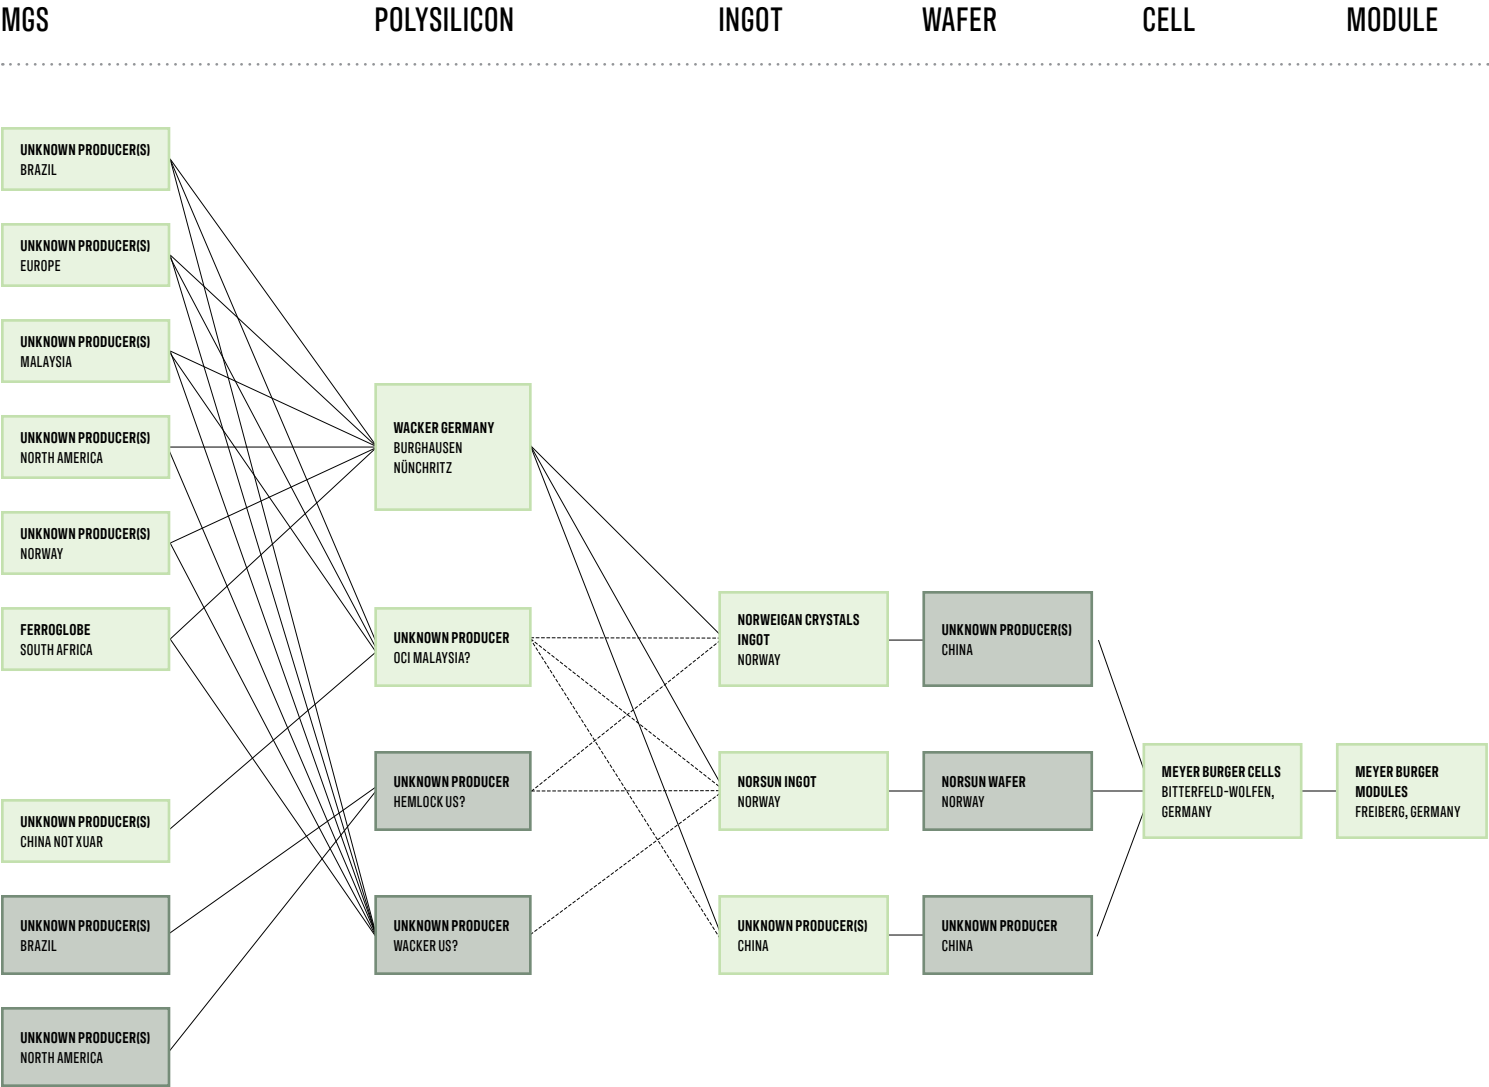 MGS
POLYSILICON
INGOT
WAFER
CELL
MODULE
UNKNOWN PRODUCER(S)
BRAZIL
UNKNOWN PRODUCER(S)
EUROPE
UNKNOWN PRODUCER(S)
MALAYSIA
UNKNOWN PRODUCER(S)
NORTH AMERICA
UNKNOWN PRODUCER(S)
NORWAY
FERROGLOBE
SOUTH AFRICA
UNKNOWN PRODUCER(S)
CHINA NOT XUAR
UNKNOWN PRODUCER(S)
BRAZIL
UNKNOWN PRODUCER(S)
NORTH AMERICA
WACKER GERMANY
BURGHAUSEN
NÜNCHRITZ
UNKNOWN PRODUCER
OCI MALAYSIA?
UNKNOWN PRODUCER
HEMLOCK US?
UNKNOWN PRODUCER
WACKER US?
NORWEIGAN CRYSTALS
INGOT
NORWAY
NORSUN INGOT
NORWAY
UNKNOWN PRODUCER(S)
CHINA
UNKNOWN PRODUCER(S)
CHINA
NORSUN WAFER
NORWAY
UNKNOWN PRODUCER
CHINA
MEYER BURGER CELLS
BITTERFELD-WOLFEN,
GERMANY
MEYER BURGER
MODULES
FREIBERG, GERMANY